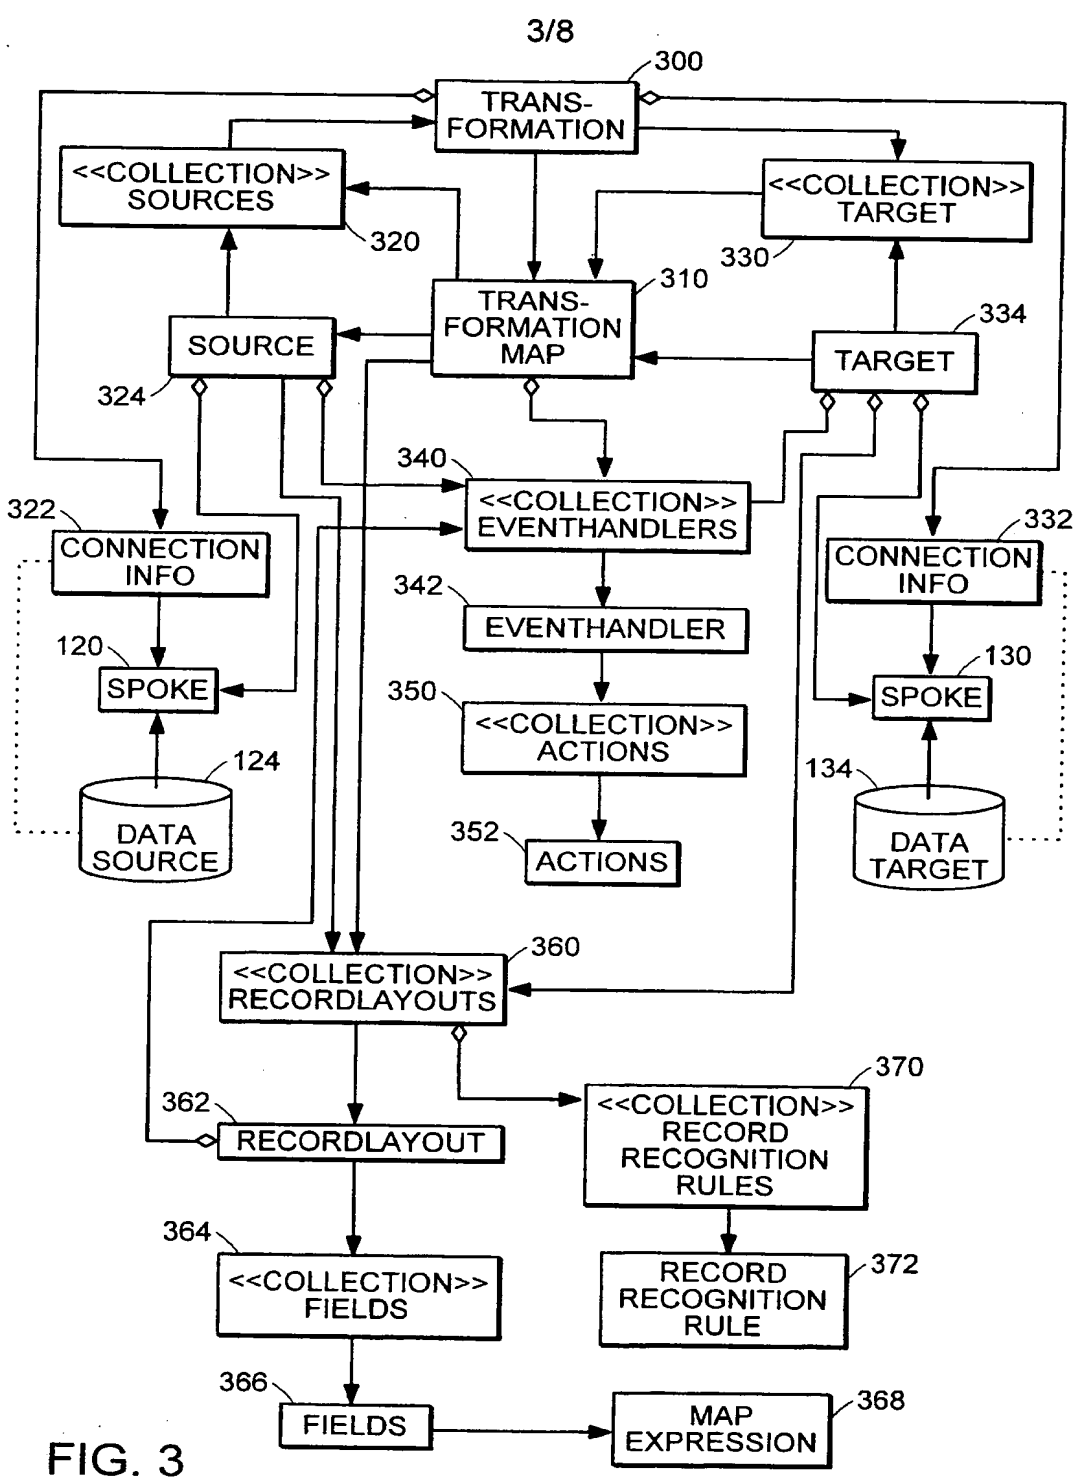 3/8
300
TRANS-
FORMATION
<<COLLECTION>>
SOURCES
320
<<COLLECTION>>
TARGET
330
310
TRANS-
FORMATION
MAP
SOURCE
324
334
TARGET
340
<<COLLECTION>>
EVENTHANDLERS
322
CONNECTION
INFO
332
CONNECTION
INFO
342
EVENTHANDLER
120
SPOKE
130
SPOKE
350
<<COLLECTION>>
ACTIONS
124
DATA
SOURCE
134
DATA
TARGET
352
ACTIONS
360
<<COLLECTION>>
RECORDLAYOUTS
370
<<COLLECTION>>
RECORD
RECOGNITION
RULES
362
RECORDLAYOUT
364
<<COLLECTION>>
FIELDS
372
RECORD
RECOGNITION
RULE
366
FIELDS
368
MAP
EXPRESSION
FIG. 3